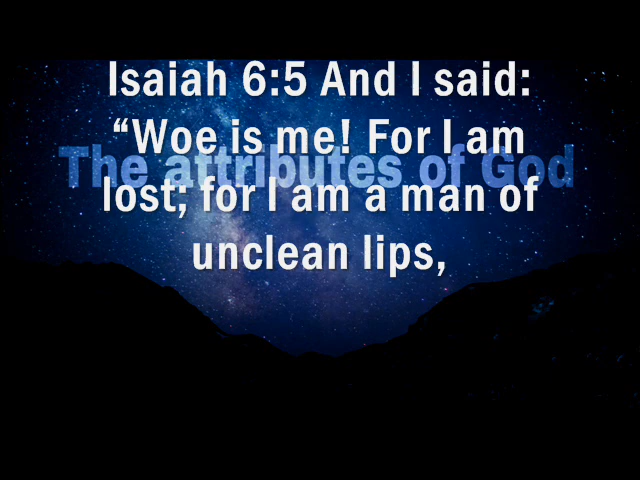 Isaiah 6:5 And I said:
“Woe is me! For I am
The attributes of God
lost; for I am a man of
unclean lips,